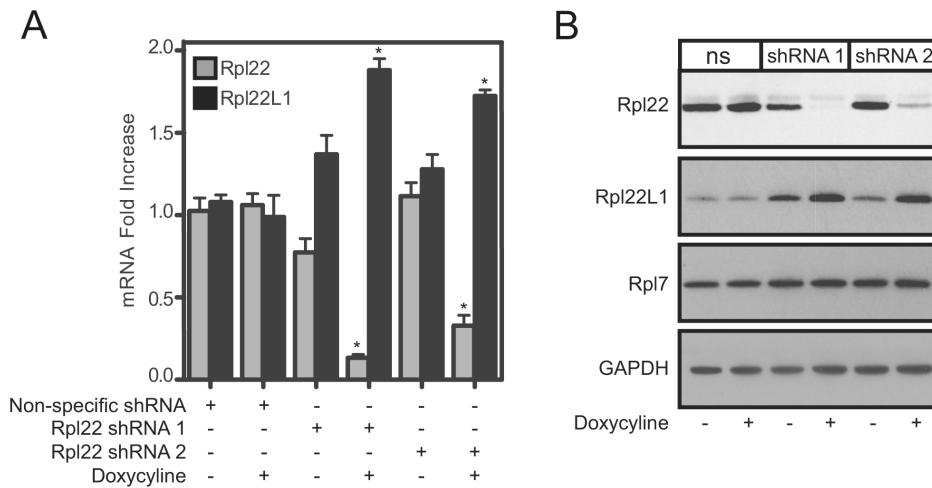 A
mRNA Fold Increase
2.0
1.5
1.0
0.5
0.0
Rpl22
Rpl22L1
*
*
*
*
Non-specific shRNA + + - - - -
Rpl22 shRNA 1 - - + + - -
Rpl22 shRNA 2 - - - - + +
Doxycyline - + - + - +
B
ns shRNA 1 shRNA 2
Rpl22
Rpl22L1
Rpl7
GAPDH
Doxycyline - + - + - +